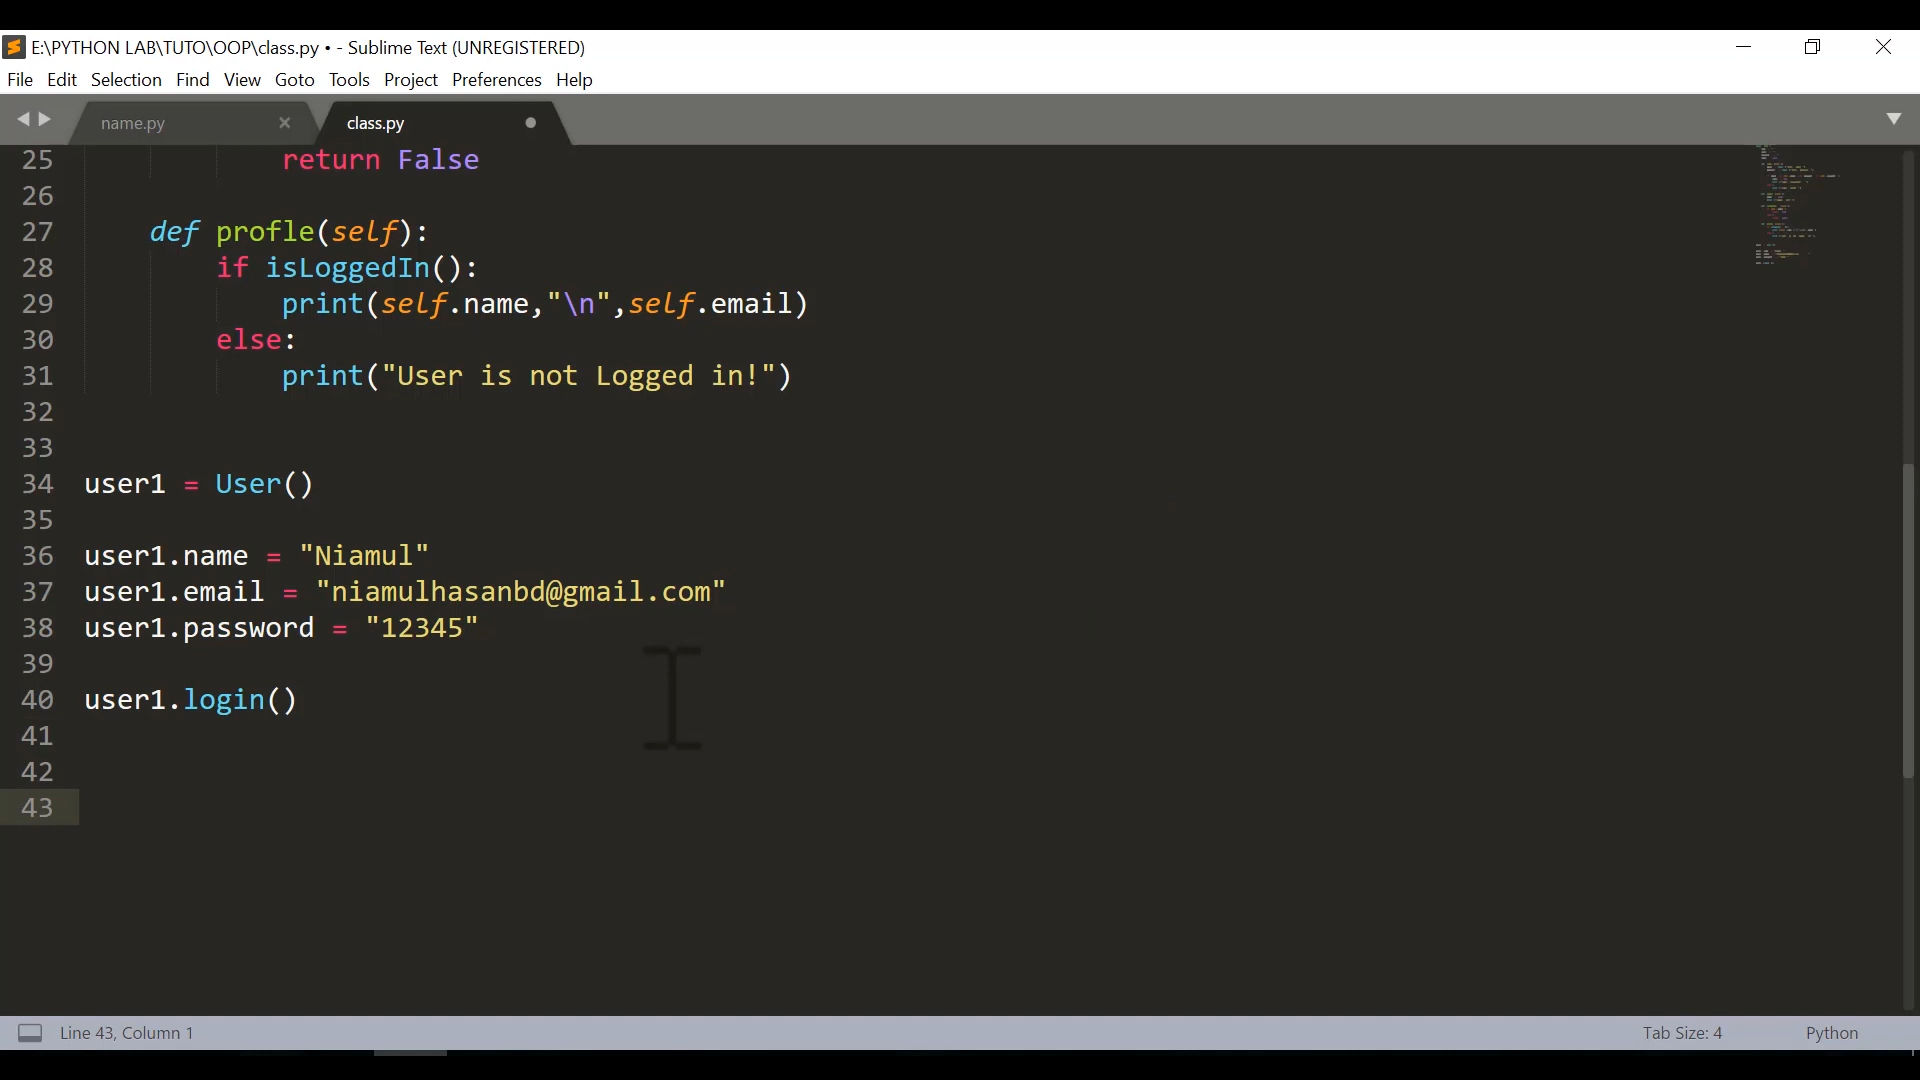 E:\PYTHON LAB\TUTO\OOP\class.py • - Sublime Text (UNREGISTERED)
File Edit Selection Find View Goto Tools Project Preferences Help
name.py class.py
25 return False
26
27 def profle(self):
28 if isLoggedIn():
29 print(self.name,"\n",self.email)
30 else:
31 print("User is not Logged in!")
32
33
34 user1 = User()
35
36 user1.name = "Niamul"
37 user1.email = "niamulhasanbd@gmail.com"
38 user1.password = "12345"
39
40 user1.login()
41
42
43
Line 43, Column 1 Tab Size: 4 Python